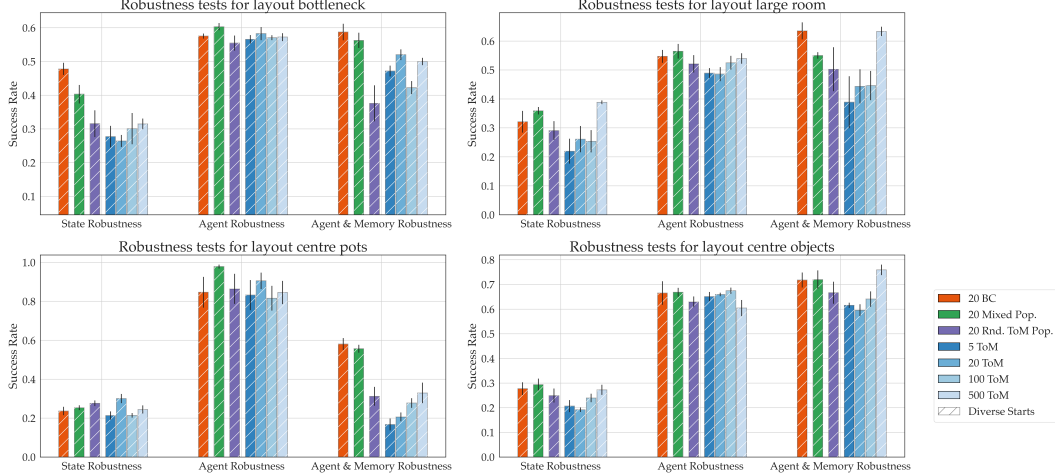 Robustness tests for layout bottleneck
Success Rate
0.6
0.5
0.4
0.3
0.2
0.1
State Robustness
Agent Robustness
Agent & Memory Robustness
Robustness tests for layout large room
Success Rate
0.6
0.5
0.4
0.3
0.2
0.1
0.0
State Robustness
Agent Robustness
Agent & Memory Robustness
Robustness tests for layout centre pots
Success Rate
1.0
0.8
0.6
0.4
0.2
0.0
State Robustness
Agent Robustness
Agent & Memory Robustness
Robustness tests for layout centre objects
Success Rate
0.8
0.7
0.6
0.5
0.4
0.3
0.2
0.1
0.0
State Robustness
Agent Robustness
Agent & Memory Robustness
20 BC
20 Mixed Pop.
20 Rnd. ToM Pop.
5 ToM
20 ToM
100 ToM
500 ToM
Diverse Starts